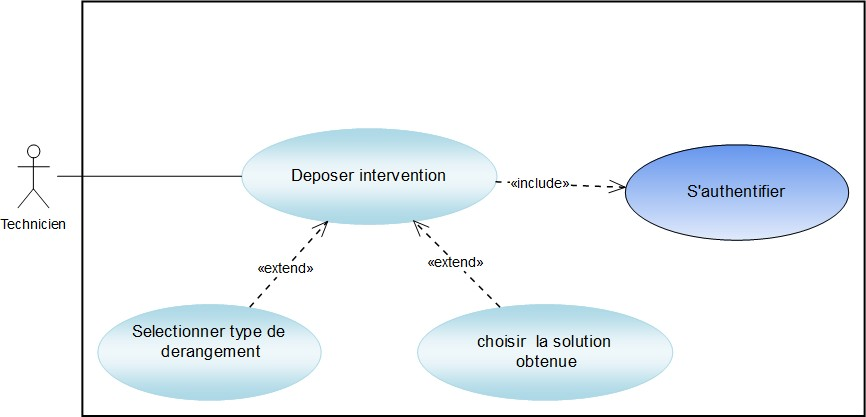 Technicien
Deposer intervention
«include»
S'authentifier
«extend»
«extend»
Selectionner type de
derangement
choisir la solution
obtenue